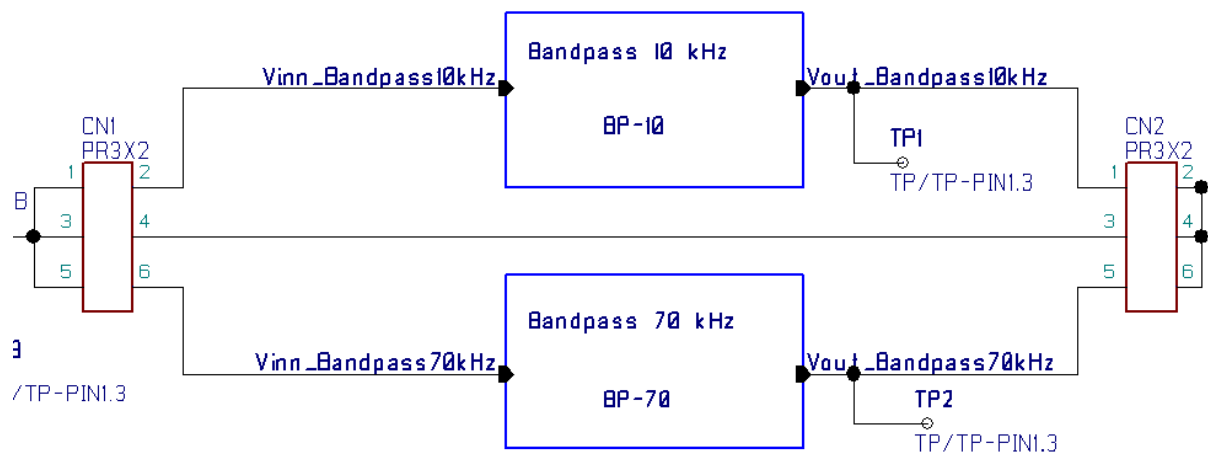 Bandpass 10 kHz
Vinn_Bandpass10kHz
Vout_Bandpass10kHz
BP-10
CN1
PR3X2
TP1
TP/TP-PIN1.3
CN2
PR3X2
1 2
3 4
5 6
B
1 2
3 4
5 6
Bandpass 70 kHz
Vinn_Bandpass70kHz
Vout_Bandpass70kHz
BP-70
/TP-PIN1.3
TP2
TP/TP-PIN1.3